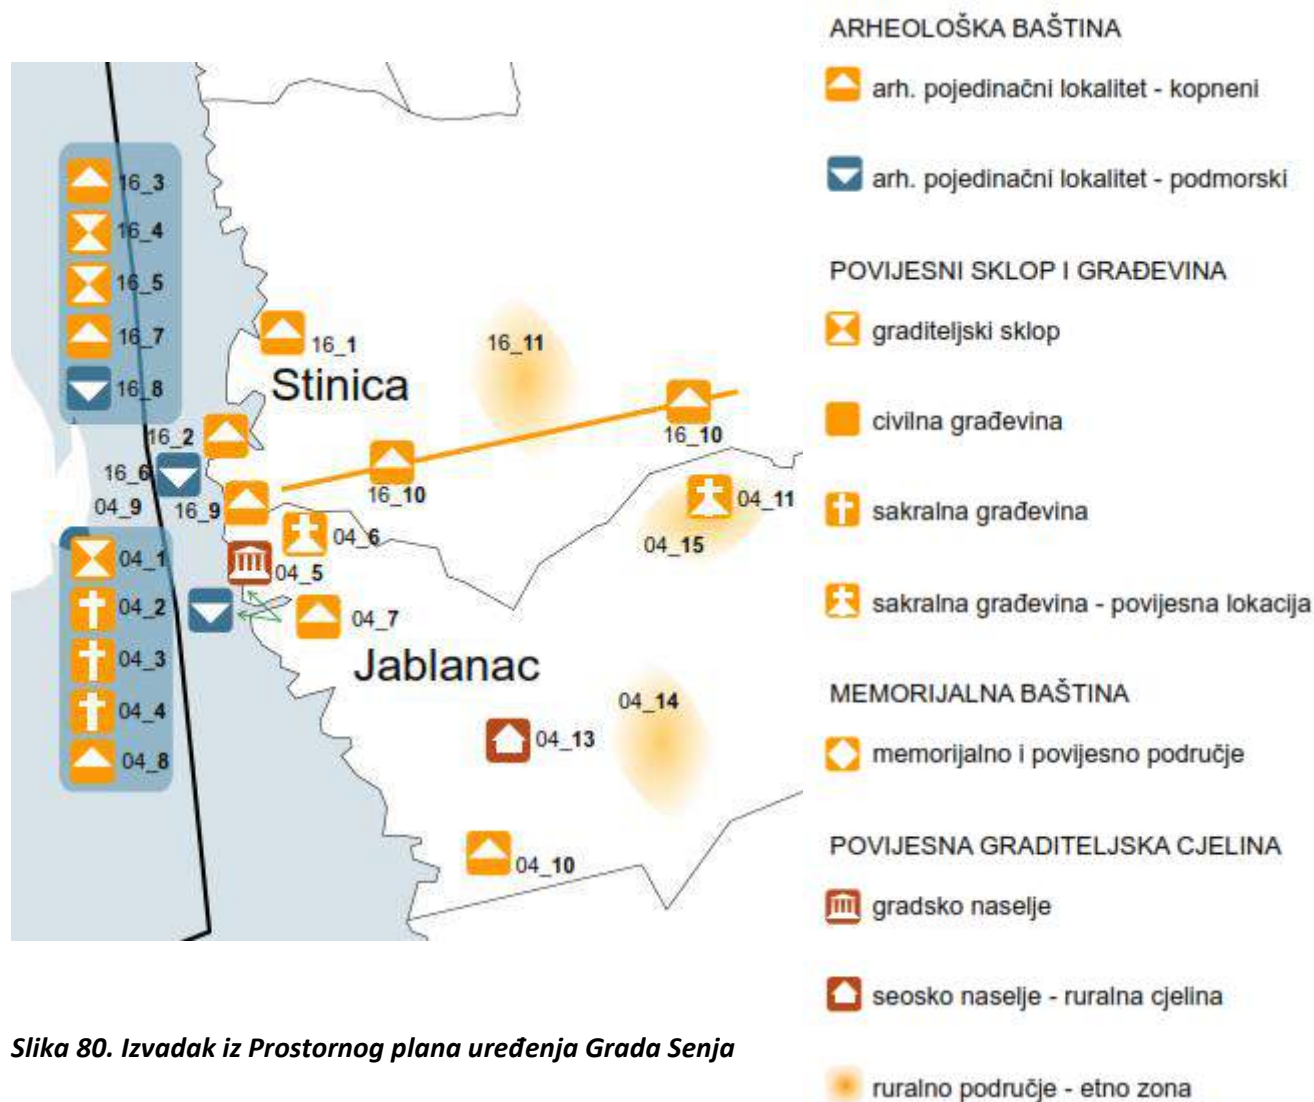 ARHEOLOŠKA BAŠTINA
arh. pojedinačni lokalitet - kopneni
arh. pojedinačni lokalitet - podmorski
POVIJESNI SKLOP I GRAĐEVINA
graditeljski sklop
civilna građevina
sakralna građevina
sakralna građevina - povijesna lokacija
MEMORIJALNA BAŠTINA
memorijalno i povijesno područje
POVIJESNA GRADITELJSKA CJELINA
gradsko naselje
seosko naselje - ruralna cjelina
ruralno područje - etno zona
16_3
16_4
16_5
16_7
16_8
16_1
16_11
Stinica
16_2
16_10
16_6
16_10
04_11
04_9
16_9
04_6
04_15
04_1
04_5
04_2
04_7
04_3
Jablanac
04_4
04_14
04_13
04_8
04_10
Slika 80. Izvadak iz Prostornog plana uređenja Grada Senja